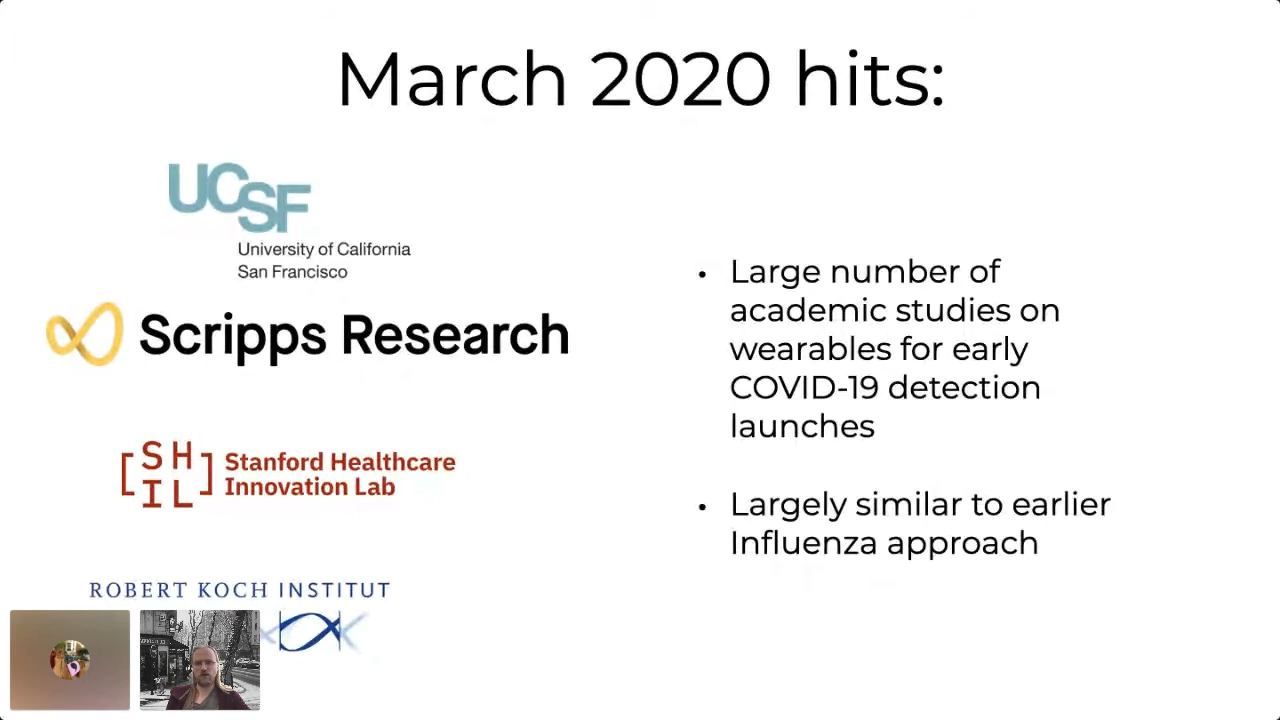 March 2020 hits:
UCSF
University of California
San Francisco
Scripps Research
SH
IL
Stanford Healthcare
Innovation Lab
ROBERT KOCH INSTITUT
• Large number of
academic studies on
wearables for early
COVID-19 detection
launches
• Largely similar to earlier
Influenza approach